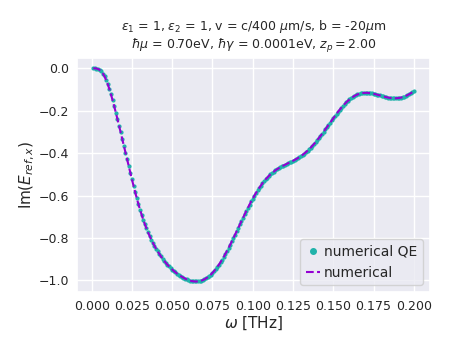 ε₁ = 1, ε₂ = 1, v = c/400 μm/s, b = -20μm
ℏμ = 0.70eV, ℏγ = 0.0001eV, zₚ = 2.00
0.0
−0.2
−0.4
−0.6
−0.8
−1.0
Im(E_{ref,x})
numerical QE
numerical
0.000 0.025 0.050 0.075 0.100 0.125 0.150 0.175 0.200
ω [THz]